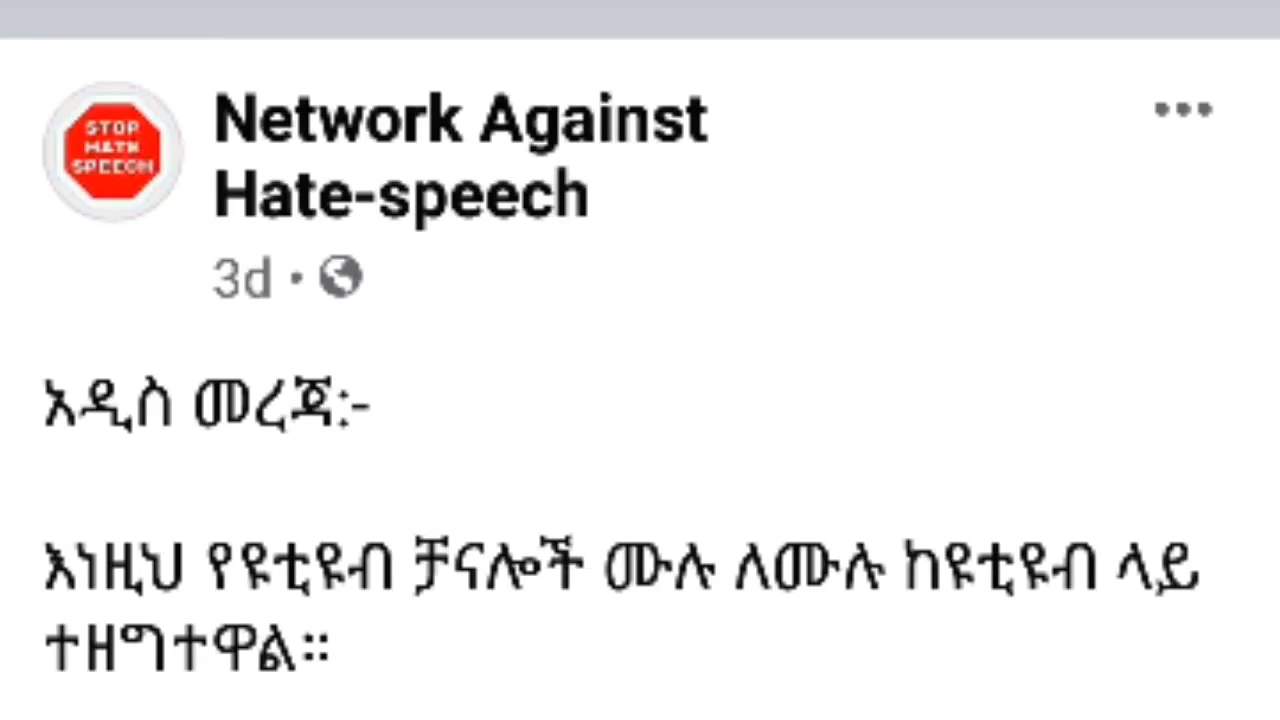 STOP
HATE
SPEECH
Network Against
Hate-speech
3d •
አዲስ መረጃ:-
እነዚህ የዩቲዩብ ቻናሎች ሙሉ ለሙሉ ከዩቲዩብ ላይ
ተዘግተዋል።